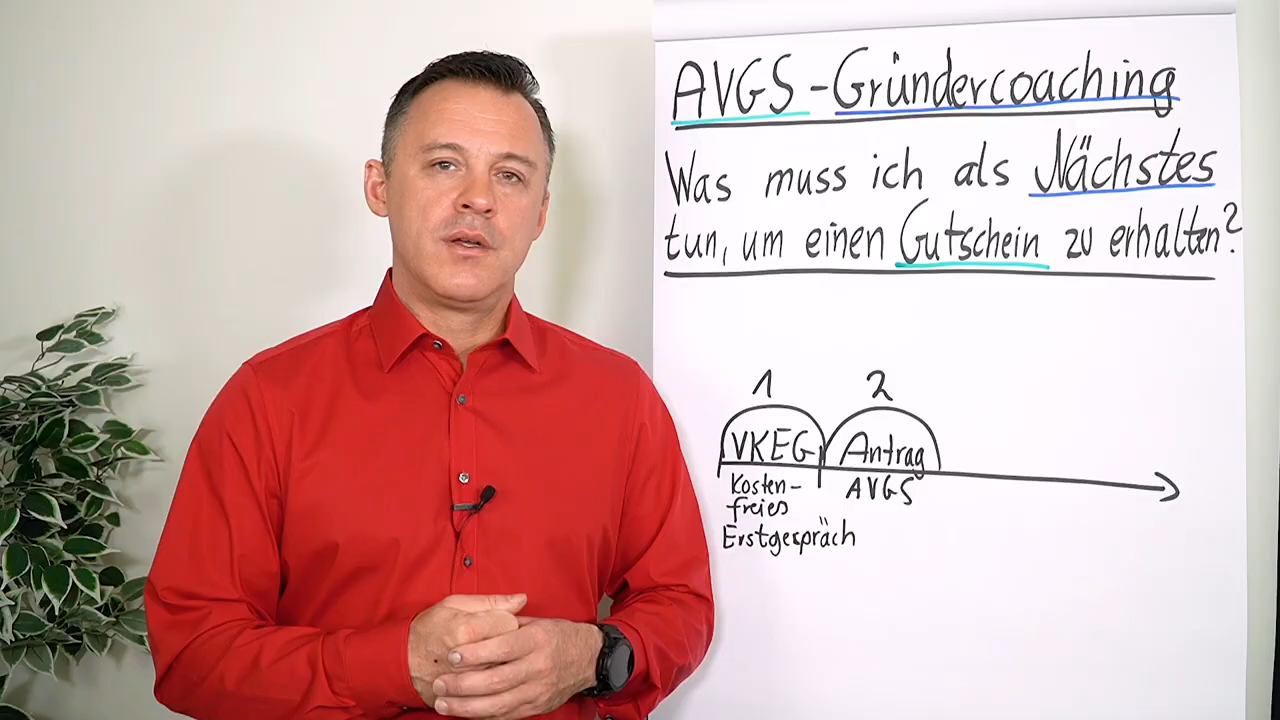 AVGS-Gründercoaching
Was muss ich als Nächstes
tun, um einen Gutschein zu erhalten?
1 2
VKEG Antrag
Kosten- AVGS
freies
Erstgespräch